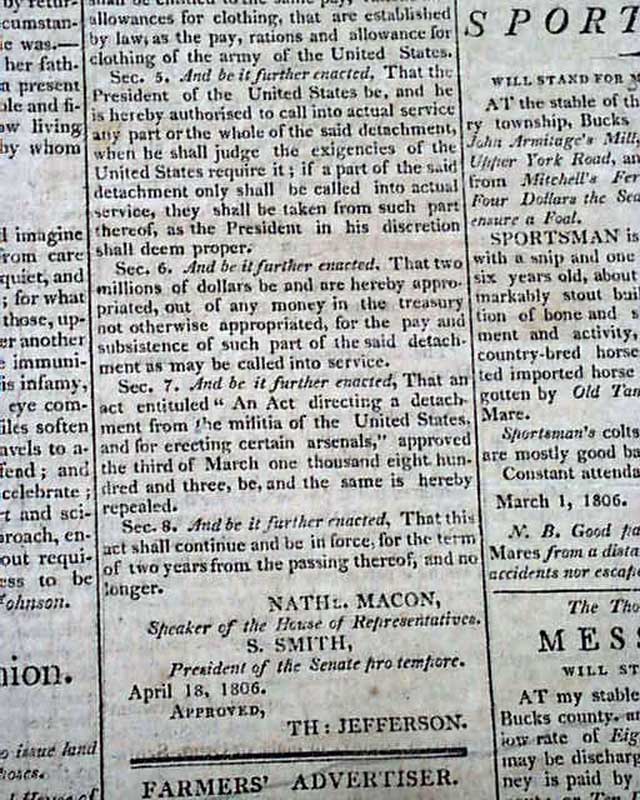 by retur-
cumstan-
was.—
her fath-
a present
ble and fi-
ow living
by whom
imagine
from care
quiet, and
; for what
those, up-
er another
immuni-
is infamy,
eye com-
files soften
avels to a-
fend; and
celebrate;
rt and sci-
proach, en-
out requi-
ess to be
Johnson.
nion.
issue land
House of
allowances for clothing, that are established
by law, as the pay, rations and allowance for
clothing of the army of the United States.
Sec. 5. And be it further enacted, That the
President of the United States be, and he
is hereby authorised to call into actual service
any part or the whole of the said detachment,
when he shall judge the exigencies of the
United States require it; if a part of the said
detachment only shall be called into actual
service, they shall be taken from such part
thereof, as the President in his discretion
shall deem proper.
Sec. 6. And be it further enacted, That two
millions of dollars be and are hereby appro-
priated, out of any money in the treasury
not otherwise appropriated, for the pay and
subsistence of such part of the said detach-
ment as may be called into service.
Sec. 7. And be it further enacted, That an
act entituled " An Act directing a detach-
ment from the militia of the United States,
and for erecting certain arsenals," approved
the third of March one thousand eight hun-
dred and three, be, and the same is hereby
repealed.
Sec. 8. And be it further enacted, That this
act shall continue and be in force, for the term
of two years from the passing thereof, and no
longer.
NATHL. MACON,
Speaker of the House of Representatives.
S. SMITH,
President of the Senate pro tempore.
April 18, 1806.
APPROVED,
TH: JEFFERSON.
FARMERS' ADVERTISER.
SPORT
WILL STAND FOR
AT the stable of th
ry township, Bucks
John Armitage's Mill,
Upper York Road, an
from Mitchell's Fer
Four Dollars the Sea
ensure a Foal.
SPORTSMAN is
with a snip and one
six years old, about
markably stout buil
tion of bone and s
ment and activity,
country-bred horse
ted imported horse
gotten by Old Tar
Mare.
Sportsman's colts
are mostly good ba
Constant attenda
March 1, 1806.
N. B. Good pa
Mares from a dista
accidents nor escape
The Tho
MESS
WILL ST
AT my stable
Bucks county, a
low rate of Eig
may be discharg
ney is paid by